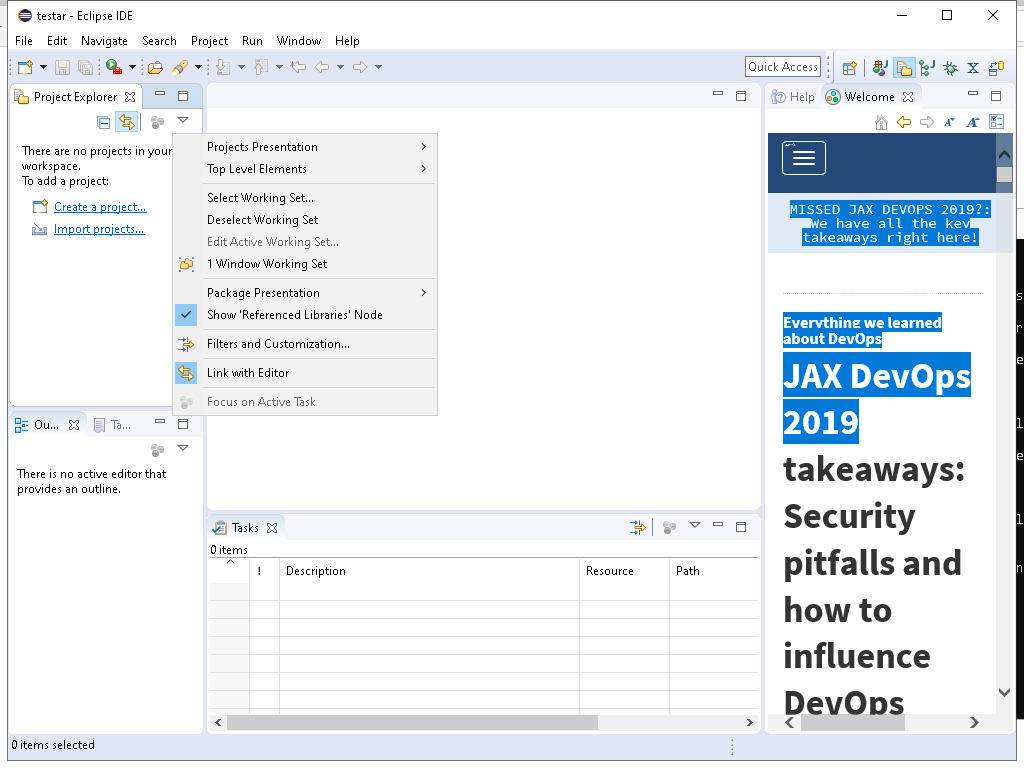 testar - Eclipse IDE
File Edit Navigate Search Project Run Window Help
Quick Access
Project Explorer
There are no projects in your
workspace.
To add a project:
Create a project...
Import projects...
Projects Presentation
Top Level Elements
Select Working Set...
Deselect Working Set
Edit Active Working Set...
1 Window Working Set
Package Presentation
Show 'Referenced Libraries' Node
Filters and Customization...
Link with Editor
Focus on Active Task
Ou... Ta...
There is no active editor that
provides an outline.
Tasks
0 items
! Description Resource Path
Help Welcome
MISSED JAX DEVOPS 2019?:
We have all the key
takeaways right here!
Everything we learned
about DevOps
JAX DevOps
2019
takeaways:
Security
pitfalls and
how to
influence
DevOps
0 items selected